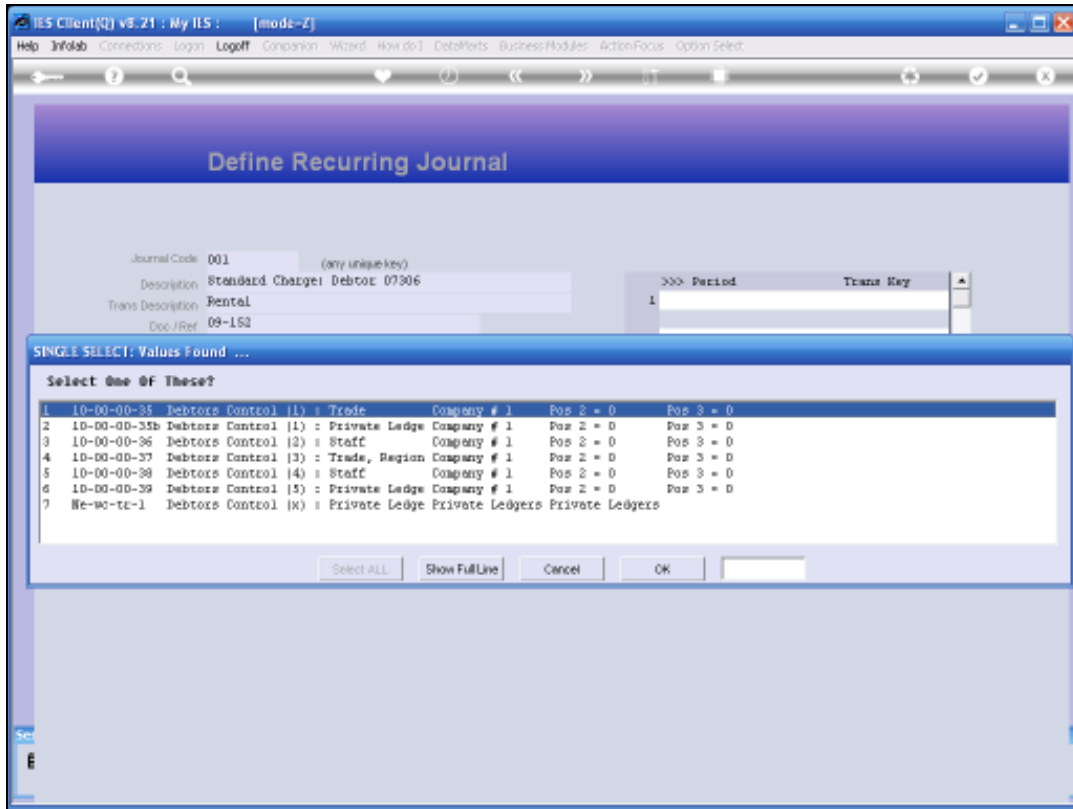 IES Client(Q) v8.21 : My IES : [mode-Z]
Help Infolab Connections Logon Logoff Companion Wizard How do I DataMerts Business Modules Action Focus Option Select
Define Recurring Journal
Journal Code 001 (any unique key)
Description Standard Charge: Debtor 07306
Trans Description Rental
Doc / Ref 09-152
>>> Period Trans Key
1
SINGLE SELECT: Values Found ...
Select One Of These?
1 10-00-00-35 Debtors Control (1) : Trade Company # 1 Pos 2 = 0 Pos 3 = 0
2 10-00-00-35b Debtors Control (1) : Private Ledge Company # 1 Pos 2 = 0 Pos 3 = 0
3 10-00-00-36 Debtors Control (2) : Staff Company # 1 Pos 2 = 0 Pos 3 = 0
4 10-00-00-37 Debtors Control (3) : Trade, Region Company # 1 Pos 2 = 0 Pos 3 = 0
5 10-00-00-38 Debtors Control (4) : Staff Company # 1 Pos 2 = 0 Pos 3 = 0
6 10-00-00-39 Debtors Control (5) : Private Ledge Company # 1 Pos 2 = 0 Pos 3 = 0
7 Ne-wc-tr-l Debtors Control (x) : Private Ledge Private Ledgers Private Ledgers
Select ALL Show Full Line Cancel OK